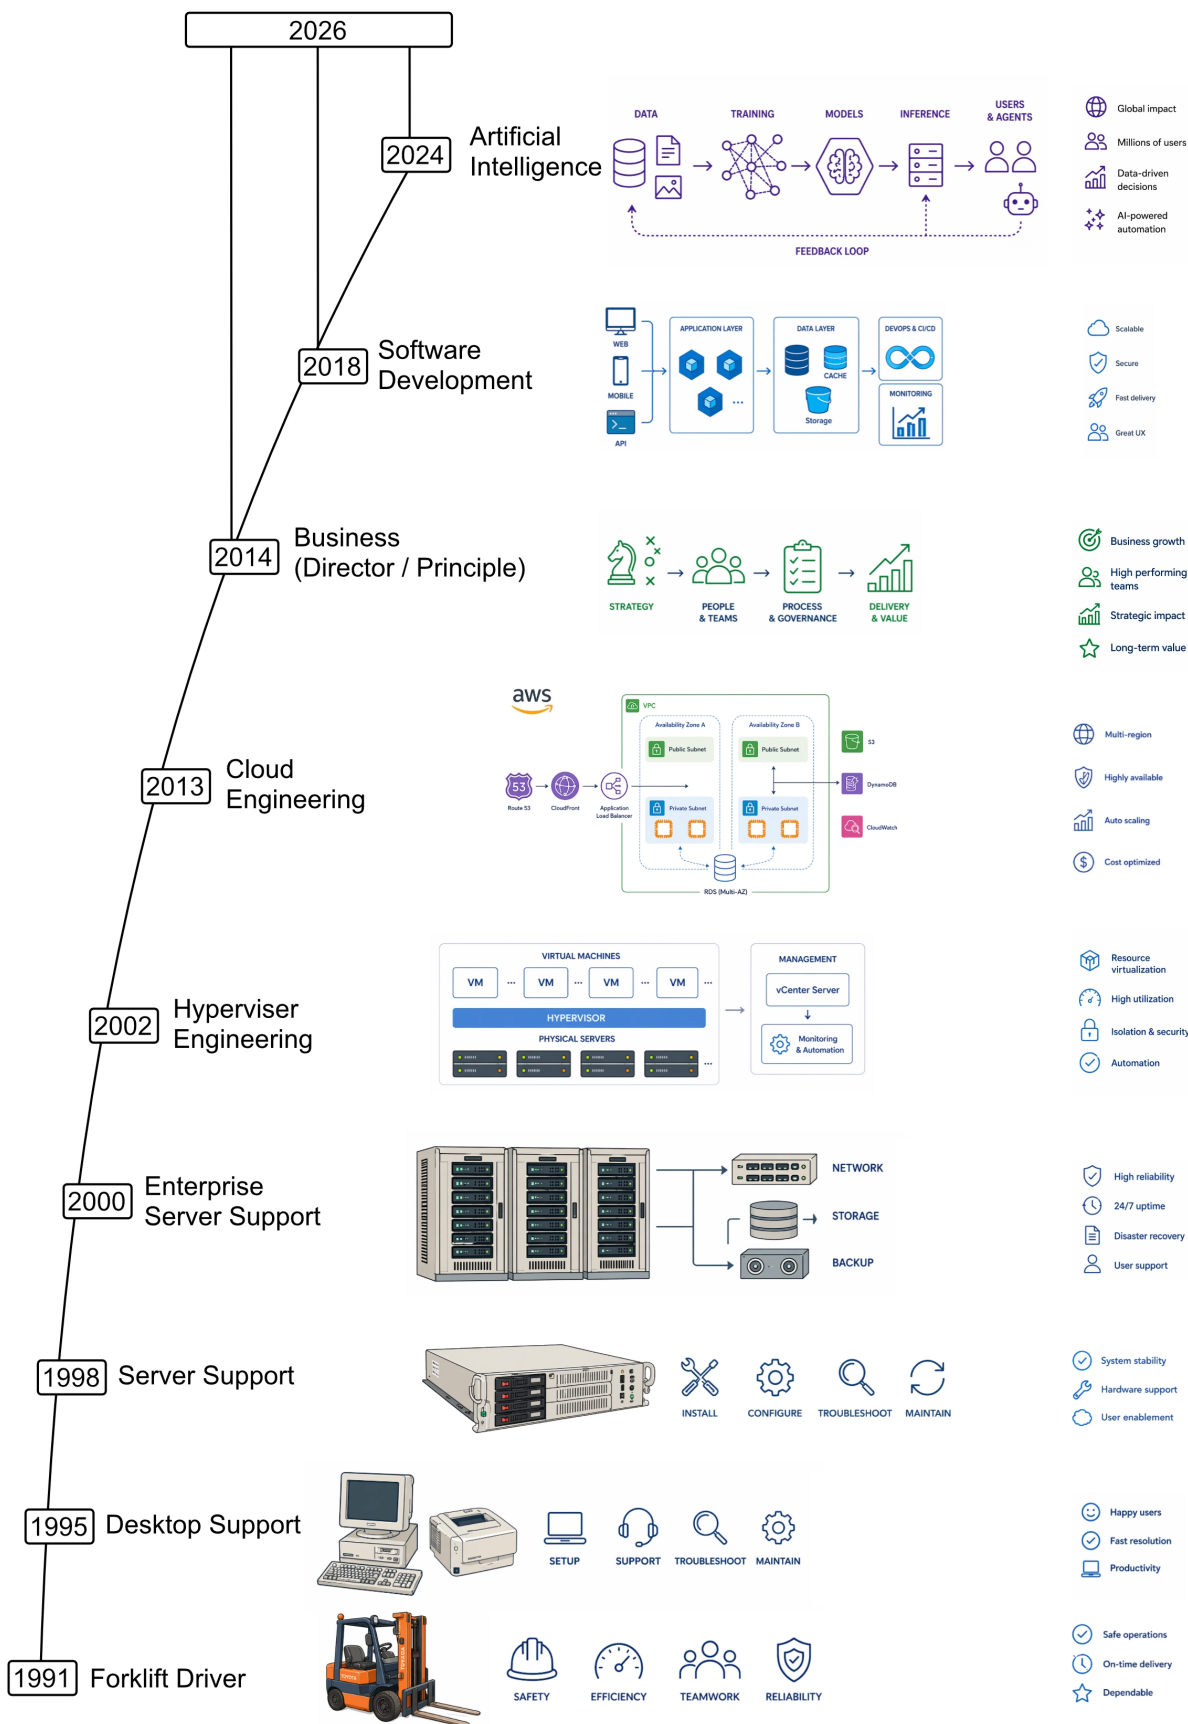 2026
2024
Artificial
Intelligence
DATA
TRAINING
MODELS
INFERENCE
USERS
& AGENTS
FEEDBACK LOOP
Global impact
Millions of users
Data-driven
decisions
AI-powered
automation
2018
Software
Development
WEB
MOBILE
API
APPLICATION LAYER
...
DATA LAYER
CACHE
Storage
DEVOPS & CI/CD
MONITORING
Scalable
Secure
Fast delivery
Great UX
2014
Business
(Director / Principle)
STRATEGY
PEOPLE
& TEAMS
PROCESS
& GOVERNANCE
DELIVERY
& VALUE
Business growth
High performing
teams
Strategic impact
Long-term value
2013
Cloud
Engineering
aws
53
Route 53
CloudFront
Application
Load Balancer
VPC
Availability Zone A
Public Subnet
Private Subnet
Availability Zone B
Public Subnet
Private Subnet
RDS (Multi-AZ)
S3
DynamoDB
CloudWatch
Multi-region
Highly available
Auto scaling
$
Cost optimized
2002
Hyperviser
Engineering
VIRTUAL MACHINES
VM ... VM ... VM ... VM ...
HYPERVISOR
PHYSICAL SERVERS
...
MANAGEMENT
vCenter Server
Monitoring
& Automation
Resource
virtualization
High utilization
Isolation & security
Automation
2000
Enterprise
Server Support
NETWORK
STORAGE
BACKUP
High reliability
24/7 uptime
Disaster recovery
User support
1998
Server Support
INSTALL
CONFIGURE
TROUBLESHOOT
MAINTAIN
System stability
Hardware support
User enablement
1995
Desktop Support
SETUP
SUPPORT
TROUBLESHOOT
MAINTAIN
Happy users
Fast resolution
Productivity
1991
Forklift Driver
TOYOTA
SAFETY
EFFICIENCY
TEAMWORK
RELIABILITY
Safe operations
On-time delivery
Dependable